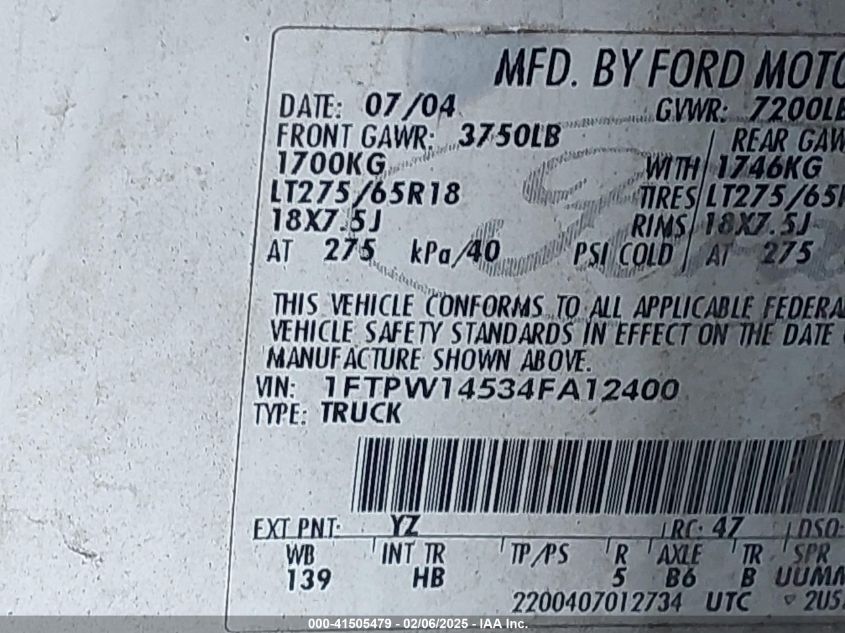 MFD. BY FORD MOTO
DATE: 07/04 GVWR: 7200LB
FRONT GAWR: 3750LB REAR GAW
1700KG WITH 1746KG
LT275/65R18 TIRES LT275/65
18X7.5J RIMS 18X7.5J
AT 275 kPa/40 PSI COLD AT 275
THIS VEHICLE CONFORMS TO ALL APPLICABLE FEDERA
VEHICLE SAFETY STANDARDS IN EFFECT ON THE DATE
MANUFACTURE SHOWN ABOVE.
VIN: 1FTPW14534FA12400
TYPE: TRUCK
EXT PNT: YZ RC: 47 DSO:
WB INT TR TP/PS R AXLE TR SPR
139 HB 5 B6 B UUMM
2200407012734 UTC 2U5
000-41505479 - 02/06/2025 - IAA Inc.